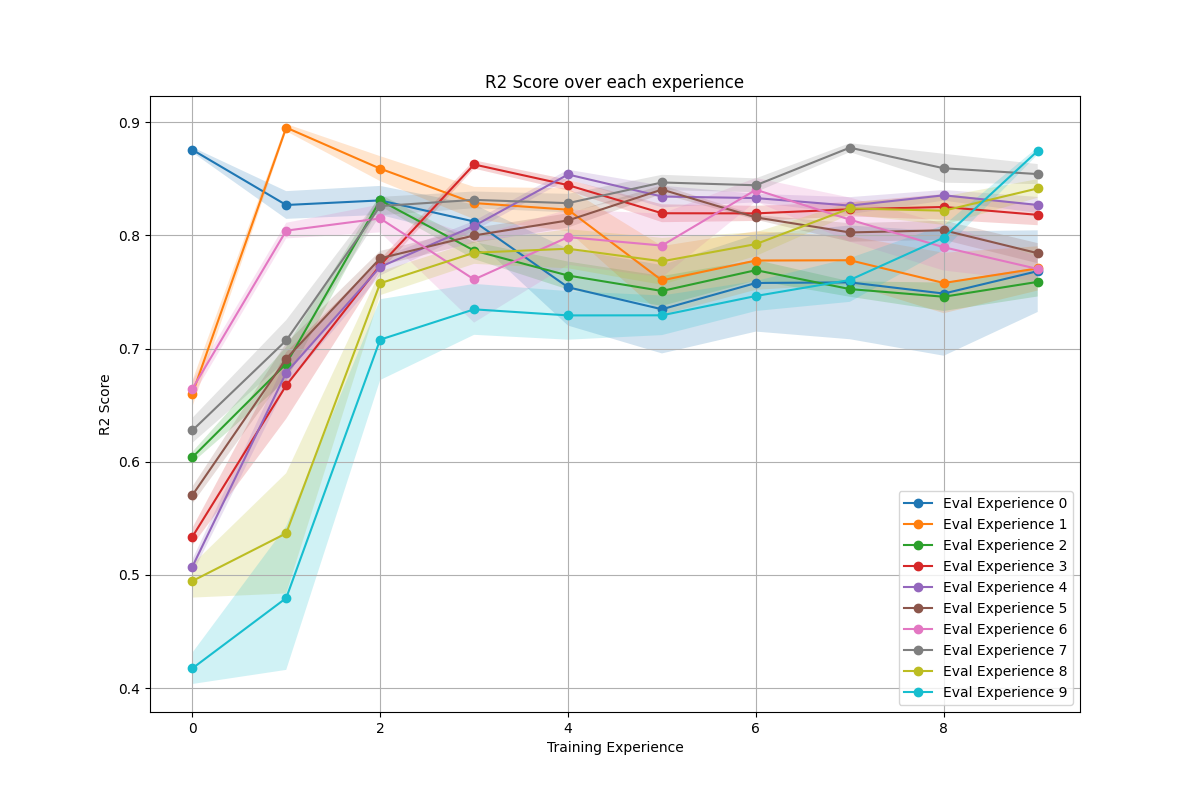 R2 Score over each experience
R2 Score
0.9
0.8
0.7
0.6
0.5
0.4
0 2 4 6 8
Training Experience
Eval Experience 0
Eval Experience 1
Eval Experience 2
Eval Experience 3
Eval Experience 4
Eval Experience 5
Eval Experience 6
Eval Experience 7
Eval Experience 8
Eval Experience 9